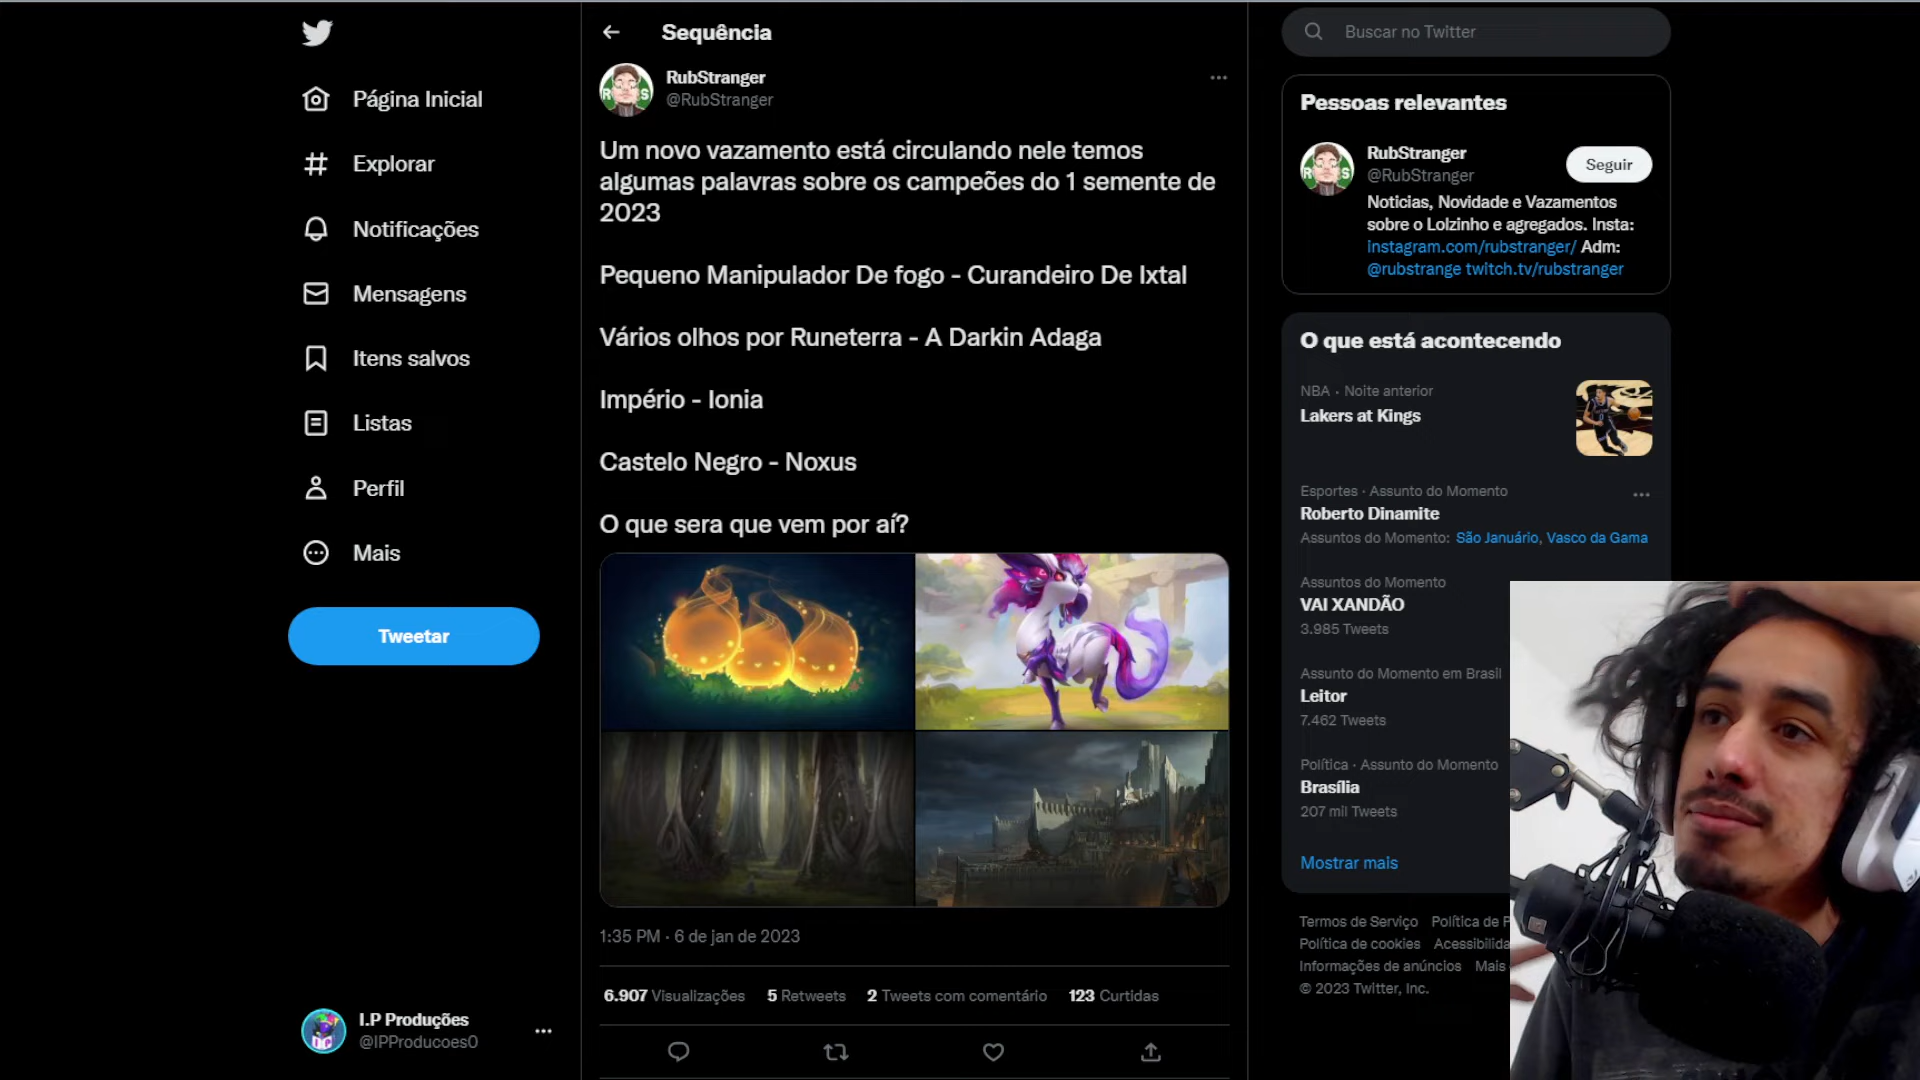 Página Inicial
Explorar
Notificações
Mensagens
Itens salvos
Listas
Perfil
Mais
Tweetar
I.P Produções
@IPProducoes0
Sequência
RubStranger
@RubStranger
Um novo vazamento está circulando nele temos
algumas palavras sobre os campeões do 1 semente de
2023
Pequeno Manipulador De fogo - Curandeiro De Ixtal
Vários olhos por Runeterra - A Darkin Adaga
Império - Ionia
Castelo Negro - Noxus
O que sera que vem por aí?
1:35 PM · 6 de jan de 2023
6.907 Visualizações 5 Retweets 2 Tweets com comentário 123 Curtidas
Buscar no Twitter
Pessoas relevantes
RubStranger
@RubStranger
Seguir
Noticias, Novidade e Vazamentos
sobre o Lolzinho e agregados. Insta:
instagram.com/rubstranger/ Adm:
@rubstrange twitch.tv/rubstranger
O que está acontecendo
NBA · Noite anterior
Lakers at Kings
Esportes · Assunto do Momento
Roberto Dinamite
Assuntos do Momento: São Januário, Vasco da Gama
Assuntos do Momento
VAI XANDÃO
3.985 Tweets
Assunto do Momento em Brasil
Leitor
7.462 Tweets
Política · Assunto do Momento
Brasília
207 mil Tweets
Mostrar mais
Termos de Serviço Política de P
Política de cookies Acessibilida
Informações de anúncios Mais
© 2023 Twitter, Inc.